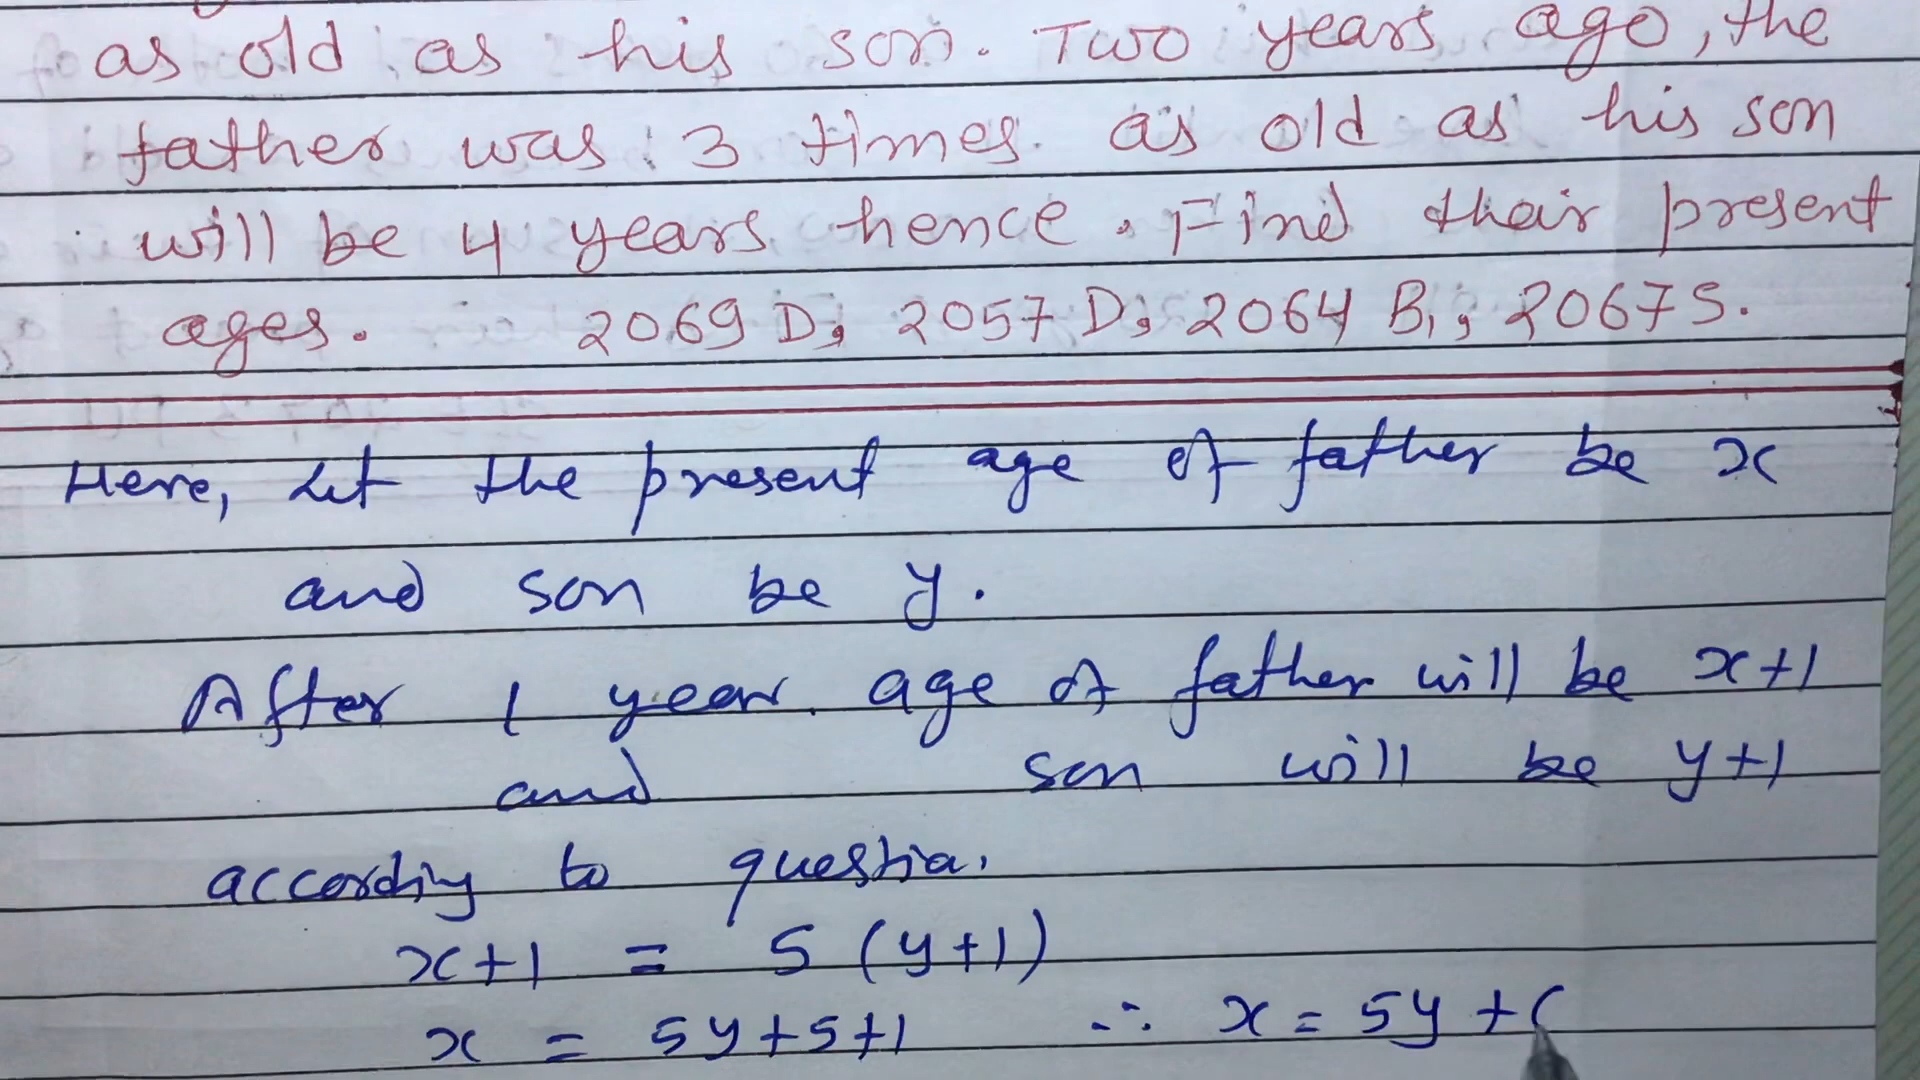 as old as his son. Two years ago, the
father was 3 times as old as his son
will be 4 years hence. Find their present
ages. 2069 D, 2057 D, 2064 B1, 2067 S.
Here, Let the present age of father be x
and son be y.
After 1 year age of father will be x+1
and son will be y+1
according to questio.
x+1 = 5 (y+1)
x = 5y+5+1 ∴ x = 5y +